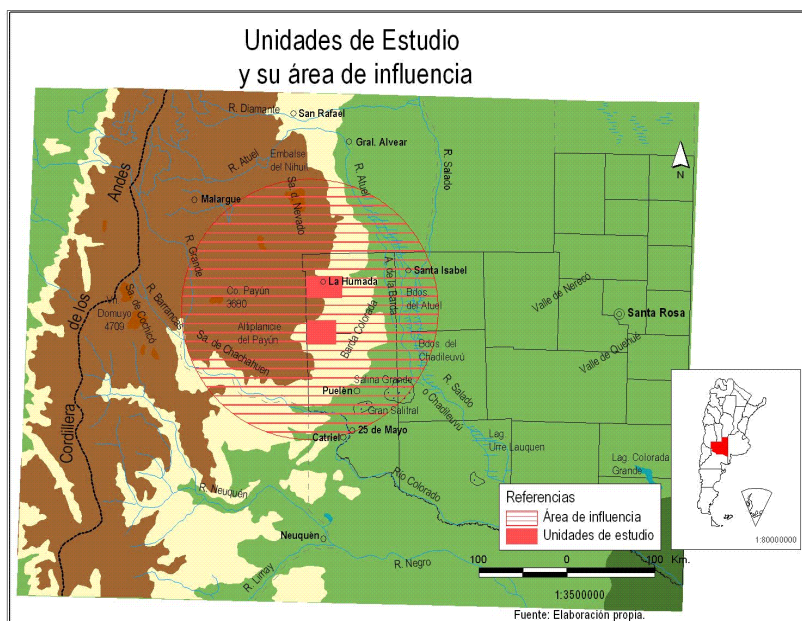 Unidades de Estudio
y su área de influencia
R. Diamante
San Rafael
Gral. Alvear
R. Atuel
Embalse
del Nihuil
R. Atuel
R. Salado
N
Andes
Malargue
Sa. d. Nevado
R. Grande
La Humada
Santa Isabel
Co. Payún
3680
A. de la Barda
Bdos.
del Atuel
Valle de Nerecó
Santa Rosa
de los
Domuyo
4709
Sa. de Cochicó
R. Barrancas
Altiplanicie
del Payún
Barda Colorada
Sa. de Chachahuen
Bdos. del
Chadileuvú
Valle de Quehué
Puelén
Salina Grande
Gran Salitral
R. Salado
o Chadileuvú
Cordillera
25 de Mayo
Catriel
Lag.
Urre Lauquen
Lag. Colorada
Grande
R. Neuquén
Río Colorado
Neuquèn
R. Limay
R. Negro
Referencias
Área de influencia
Unidades de estudio
100 0 100 Km.
1:3500000
1:80000000
Fuente: Elaboración propia.